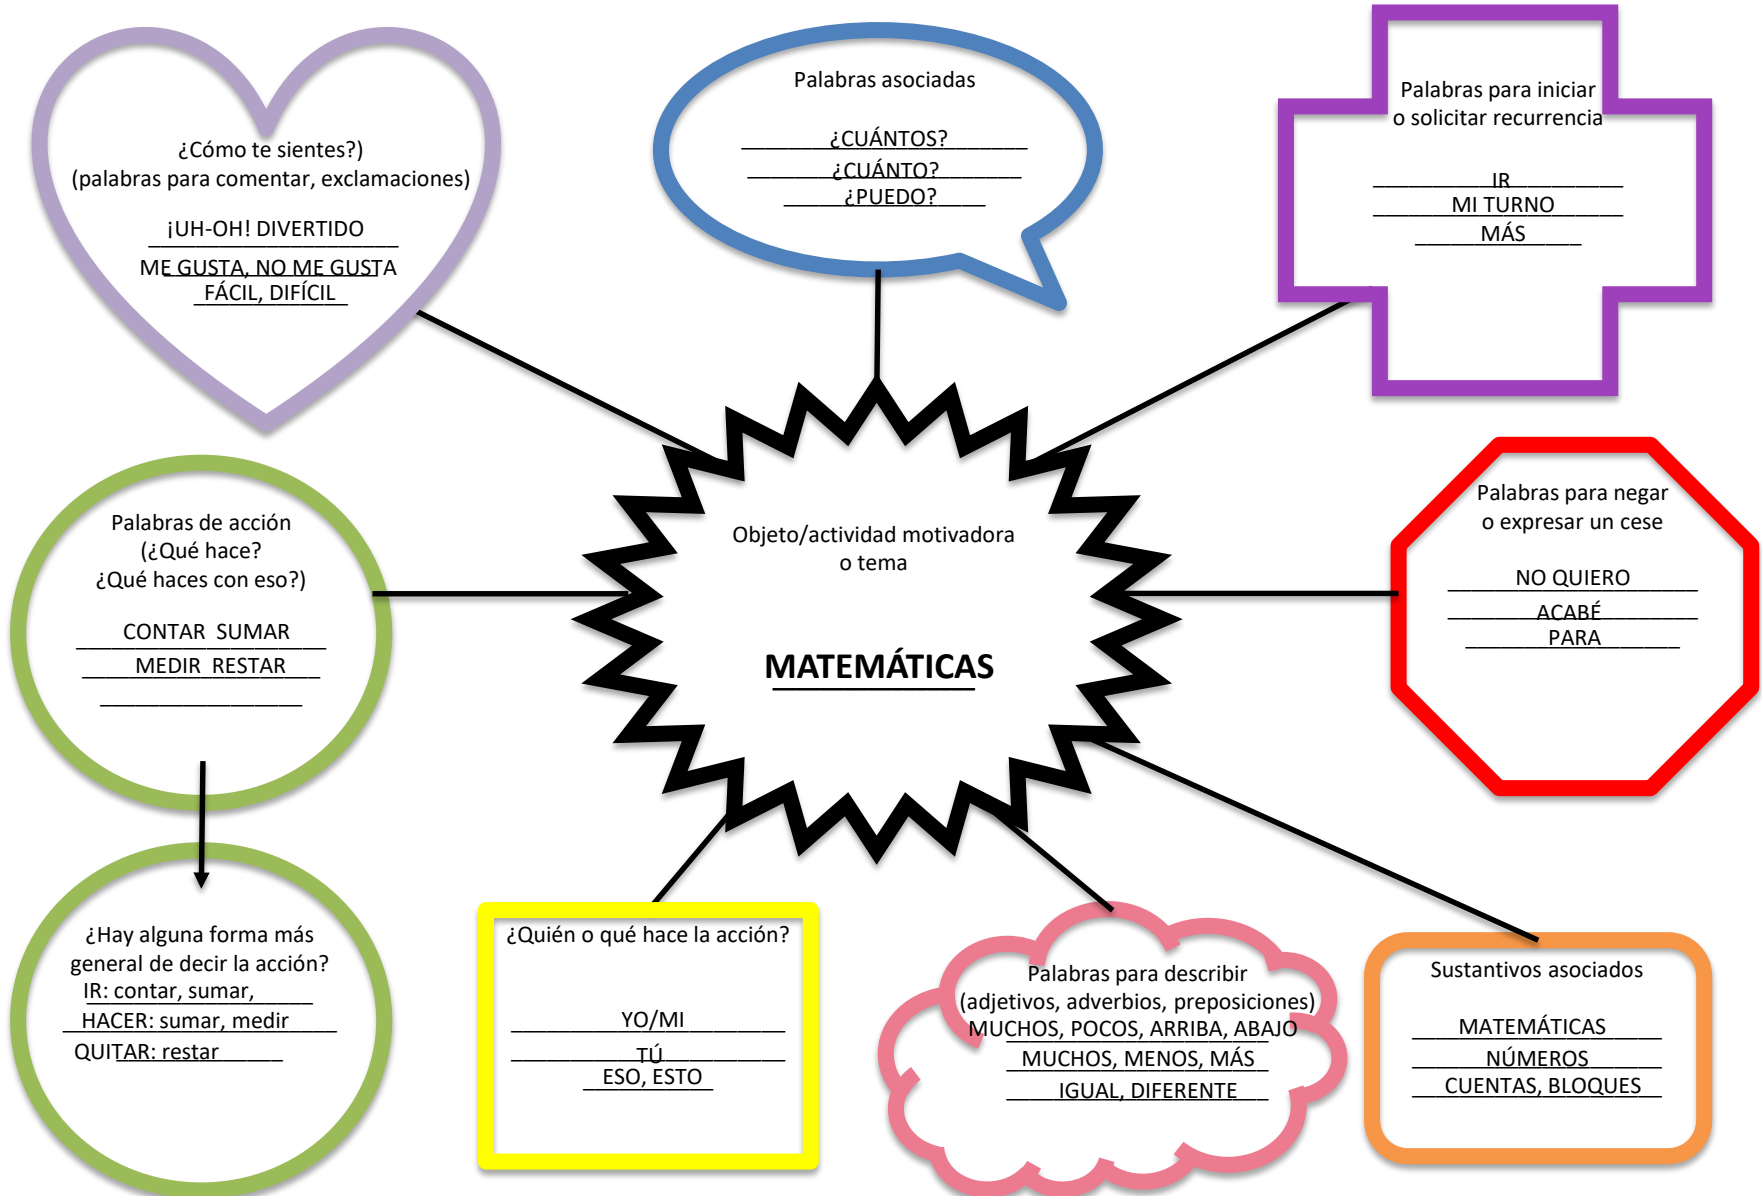 ¿Cómo te sientes?)
(palabras para comentar, exclamaciones)
¡UH-OH! DIVERTIDO
ME GUSTA, NO ME GUSTA
FÁCIL, DIFÍCIL
Palabras asociadas
¿CUÁNTOS?
¿CUÁNTO?
¿PUEDO?
Palabras para iniciar
o solicitar recurrencia
IR
MI TURNO
MÁS
Palabras de acción
(¿Qué hace?
¿Qué haces con eso?)
CONTAR SUMAR
MEDIR RESTAR
Objeto/actividad motivadora
o tema
MATEMÁTICAS
Palabras para negar
o expresar un cese
NO QUIERO
ACABÉ
PARA
¿Hay alguna forma más
general de decir la acción?
IR: contar, sumar,
HACER: sumar, medir
QUITAR: restar
¿Quién o qué hace la acción?
YO/MI
TÚ
ESO, ESTO
Palabras para describir
(adjetivos, adverbios, preposiciones)
MUCHOS, POCOS, ARRIBA, ABAJO
MUCHOS, MENOS, MÁS
IGUAL, DIFERENTE
Sustantivos asociados
MATEMÁTICAS
NÚMEROS
CUENTAS, BLOQUES